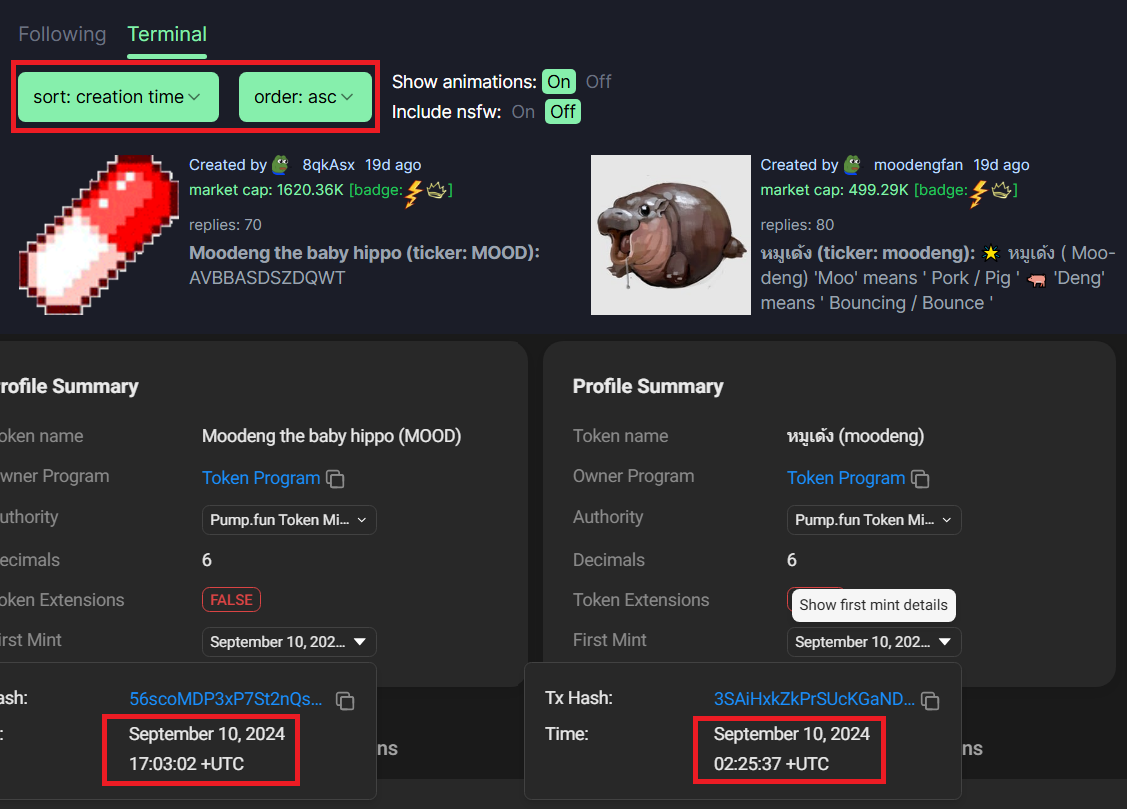 Following Terminal
sort: creation time order: asc
Show animations: On Off
Include nsfw: On Off
Created by 8qkAsx 19d ago
market cap: 1620.36K [badge:⚡👑]
replies: 70
Moodeng the baby hippo (ticker: MOOD):
AVBBASDSZDQWT
Created by moodengfan 19d ago
market cap: 499.29K [badge:⚡👑]
replies: 80
หมูเด้ง (ticker: moodeng): 🌟 หมูเด้ง ( Moo-
deng) 'Moo' means ' Pork / Pig ' 🐖 'Deng'
means ' Bouncing / Bounce '
rofile Summary
oken name Moodeng the baby hippo (MOOD)
wner Program Token Program
uthority Pump.fun Token Mi...
ecimals 6
oken Extensions FALSE
irst Mint September 10, 202...
ash: 56scoMDP3xP7St2nQs...
: September 10, 2024
17:03:02 +UTC
ns
Profile Summary
Token name หมูเด้ง (moodeng)
Owner Program Token Program
Authority Pump.fun Token Mi...
Decimals 6
Token Extensions
Show first mint details
First Mint September 10, 202...
Tx Hash: 3SAiHxkZkPrSUcKGaND...
Time: September 10, 2024
02:25:37 +UTC
ns